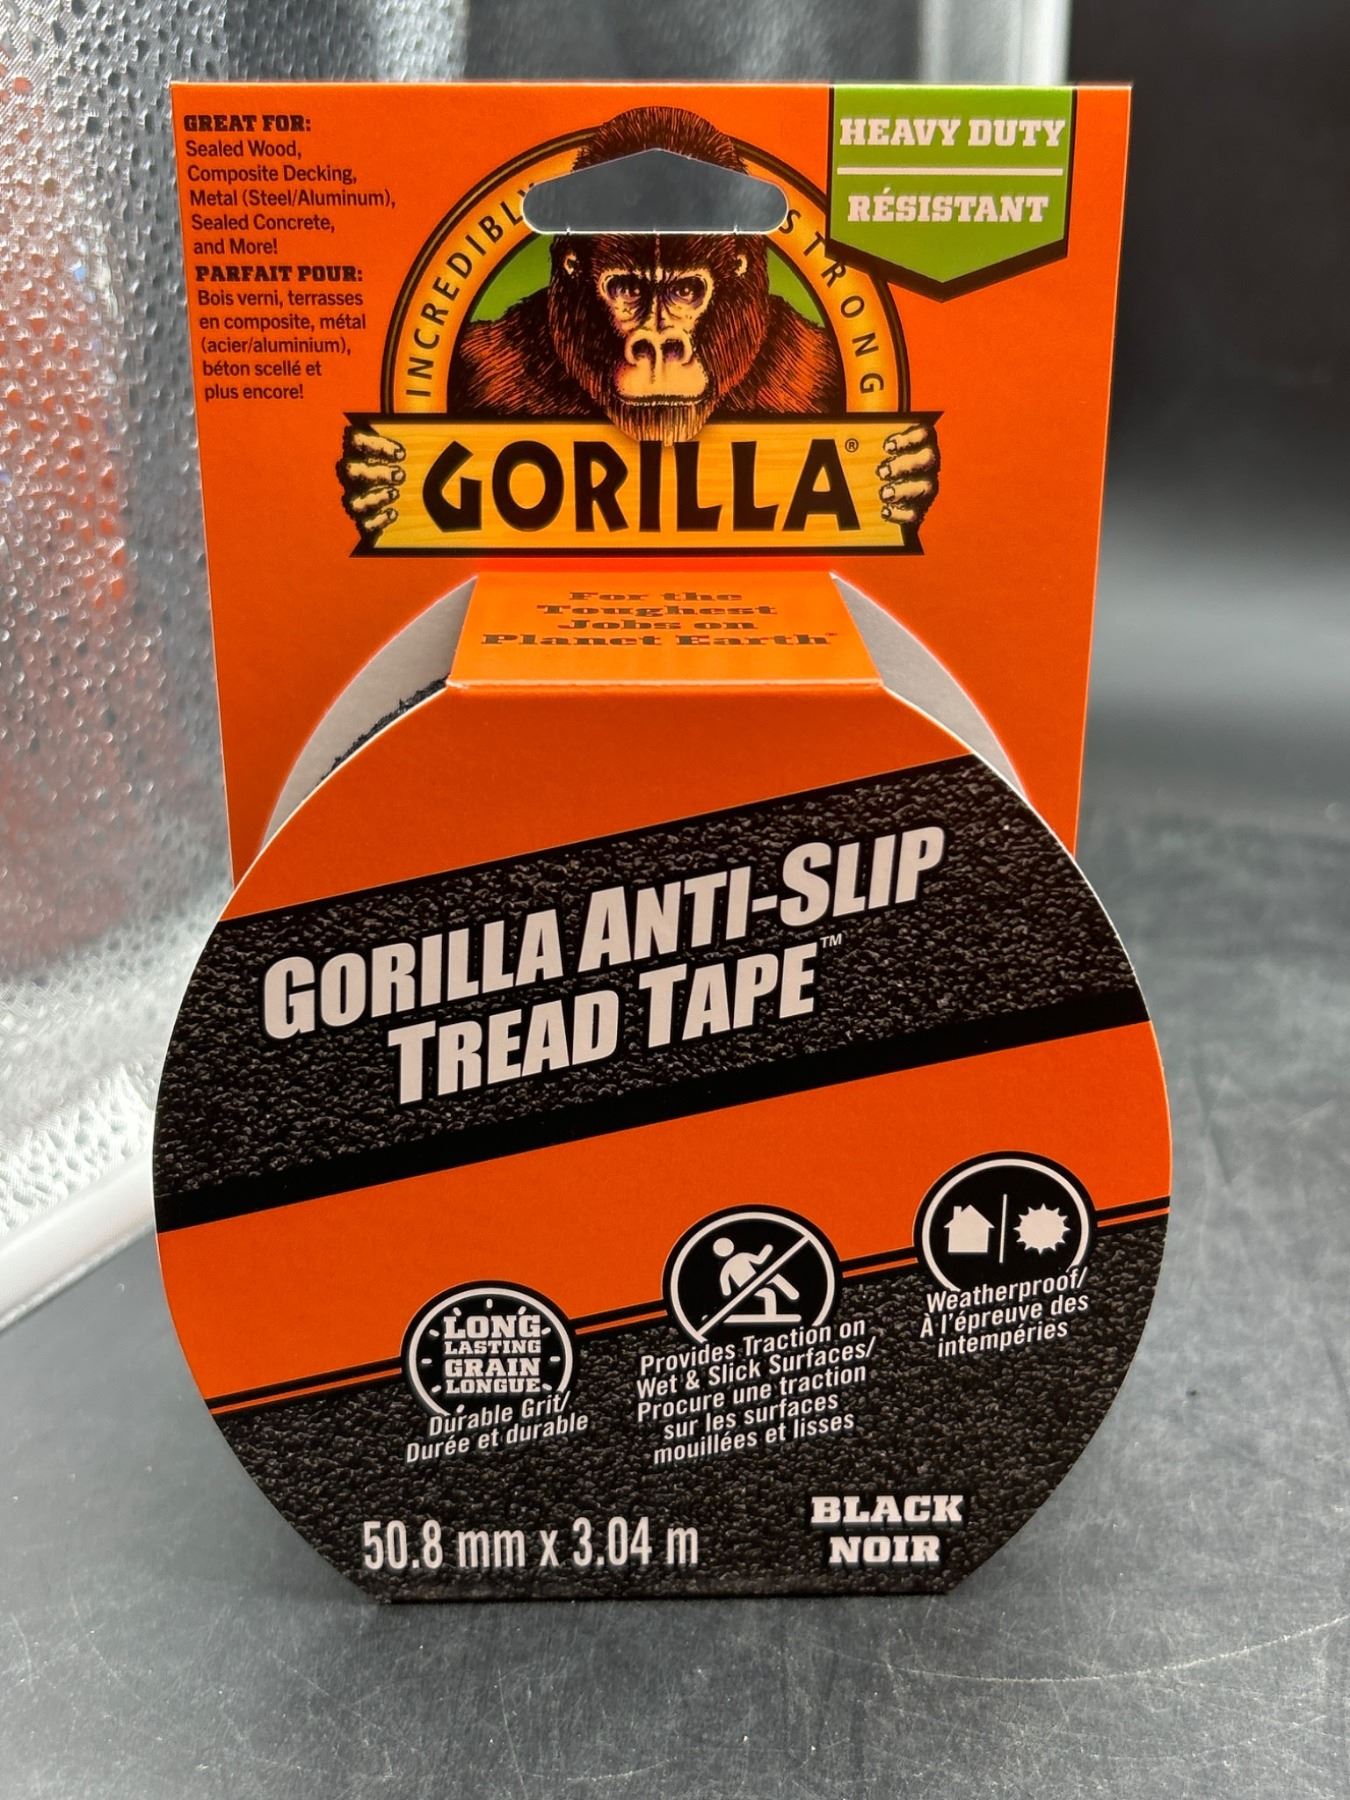 GREAT FOR:
Sealed Wood,
Composite Decking,
Metal (Steel/Aluminum),
Sealed Concrete,
and More!
PARFAIT POUR:
Bois verni, terrasses
en composite, métal
(acier/aluminium),
béton scellé et
plus encore!
HEAVY DUTY
RÉSISTANT
STRONG
GORILLA®
For the
Toughest
Jobs on
Planet Earth
GORILLA ANTI-SLIP
TREAD TAPE™
LONG
LASTING
GRAIN
LONGUE
Durable Grit/
Durée et durable
Provides Traction on
Wet & Slick Surfaces/
Procure une traction
sur les surfaces
mouillées et lisses
Weatherproof/
À l'épreuve des
intempéries
50.8 mm x 3.04 m
BLACK
NOIR